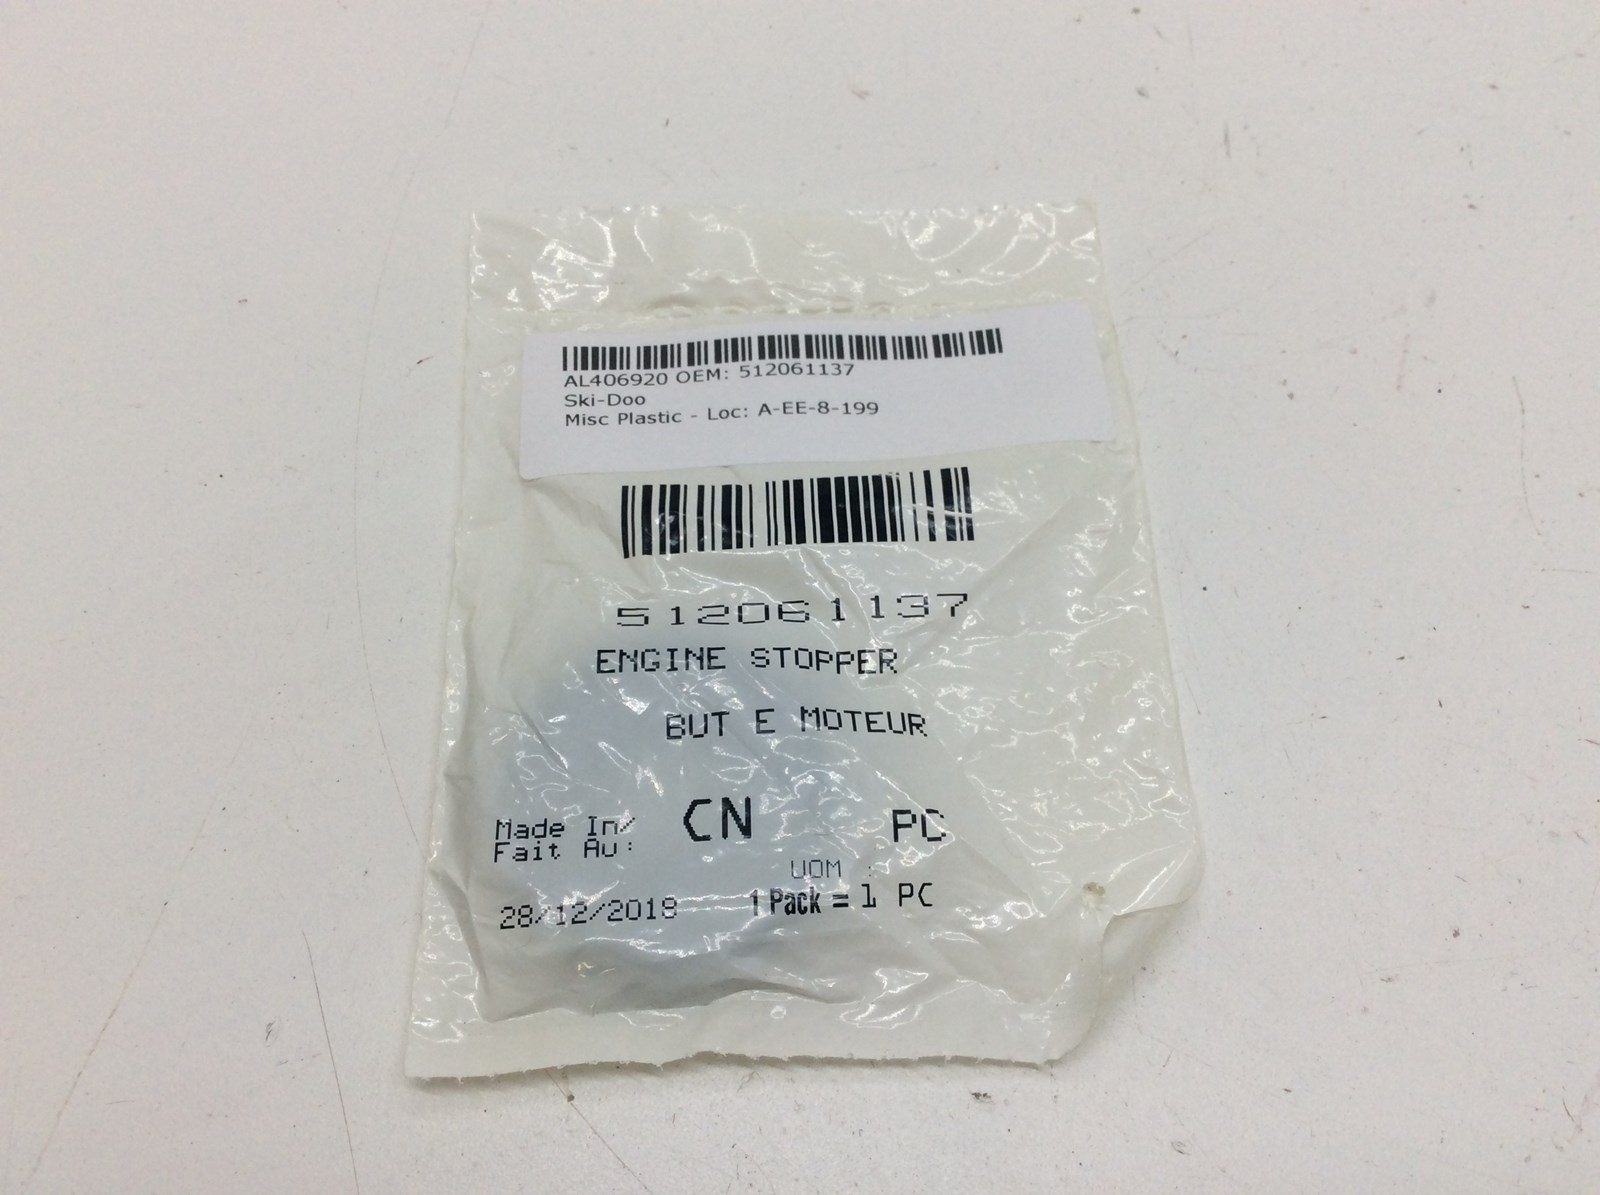 AL406920 OEM: 512061137
Ski-Doo
Misc Plastic - Loc: A-EE-8-199
512061137
ENGINE STOPPER
BUT E MOTEUR
Made In/ CN PC
Fait Au:
UOM :
28/12/2018 1 Pack = 1 PC